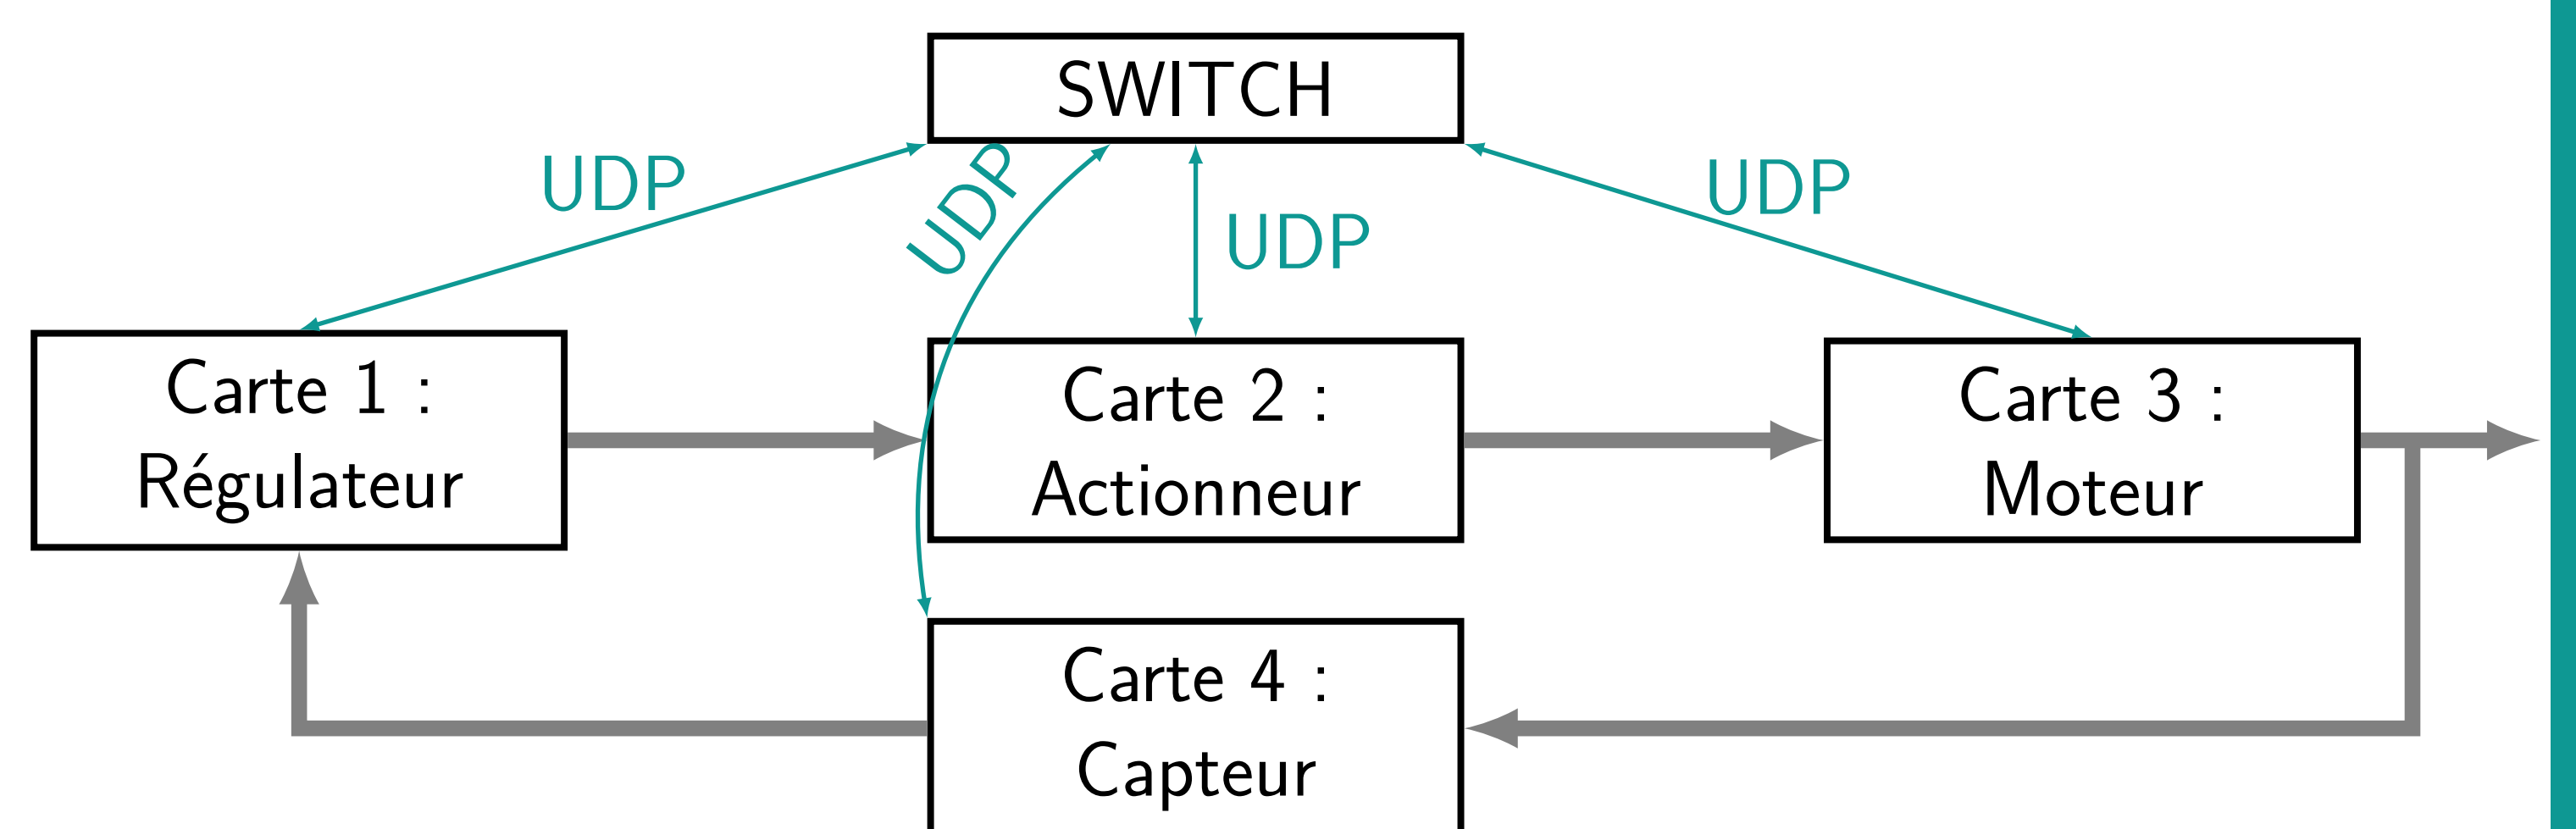 SWITCH
UDP
UDP
UDP
UDP
Carte 1 :
Régulateur
Carte 2 :
Actionneur
Carte 3 :
Moteur
Carte 4 :
Capteur